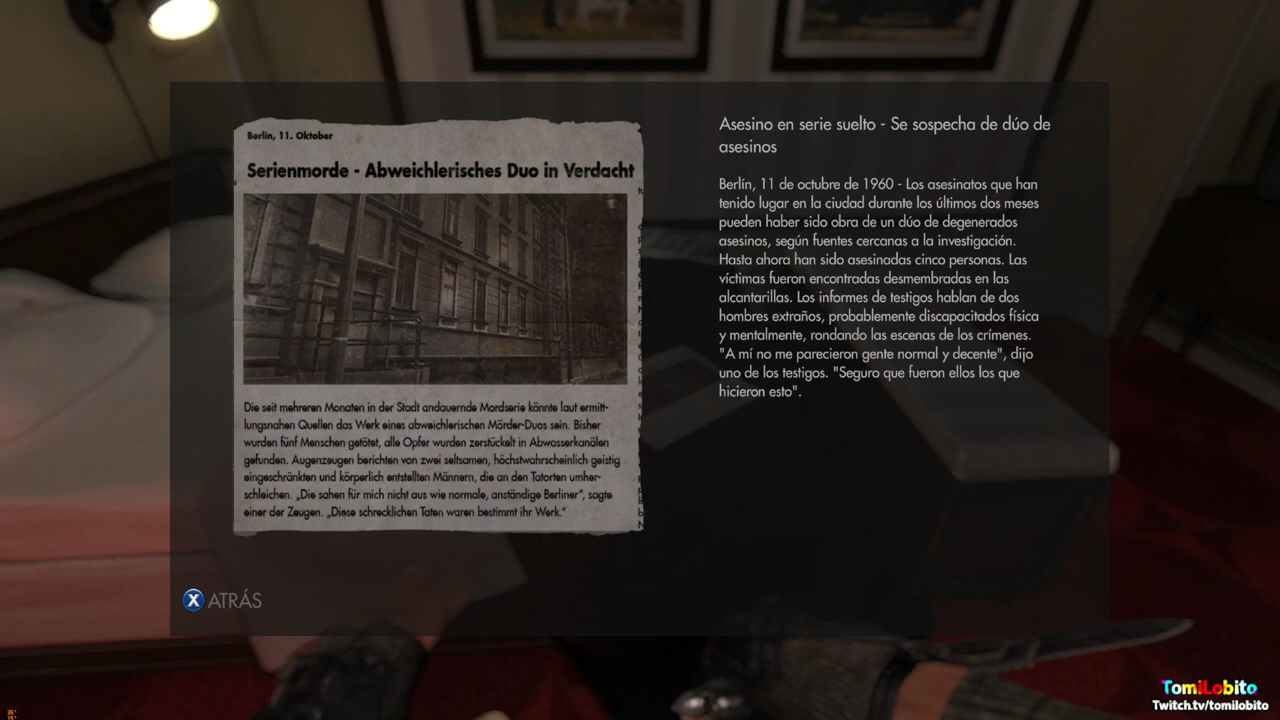 Berlin, 11. Oktober
Serienmorde - Abweichlerisches Duo in Verdacht
Die seit mehreren Monaten in der Stadt andauernde Mordserie könnte laut ermitt-
lungsnahen Quellen das Werk eines abweichlerischen Mörder-Duos sein. Bisher
wurden fünf Menschen getötet, alle Opfer wurden zerstückelt in Abwasserkanälen
gefunden. Augenzeugen berichten von zwei seltsamen, höchstwahrscheinlich geistig
eingeschränkten und körperlich entstellten Männern, die an den Tatorten umher-
schleichen. „Die sahen für mich nicht aus wie normale, anständige Berliner“, sagte
einer der Zeugen. „Diese schrecklichen Taten waren bestimmt ihr Werk.“
Asesino en serie suelto - Se sospecha de dúo de
asesinos
Berlín, 11 de octubre de 1960 - Los asesinatos que han
tenido lugar en la ciudad durante los últimos dos meses
pueden haber sido obra de un dúo de degenerados
asesinos, según fuentes cercanas a la investigación.
Hasta ahora han sido asesinadas cinco personas. Las
víctimas fueron encontradas desmembradas en las
alcantarillas. Los informes de testigos hablan de dos
hombres extraños, probablemente discapacitados física
y mentalmente, rondando las escenas de los crímenes.
"A mí no me parecieron gente normal y decente", dijo
uno de los testigos. "Seguro que fueron ellos los que
hicieron esto".
X ATRÁS
TomiLobito
Twitch.tv/tomilobito